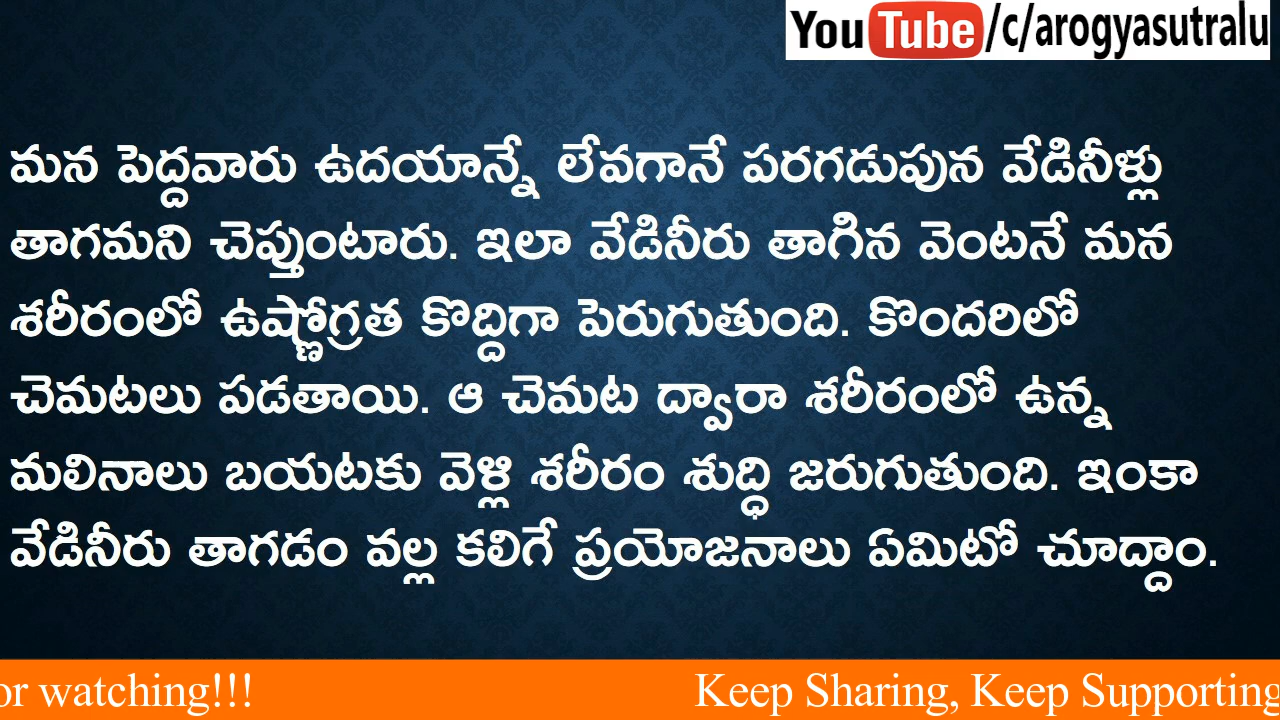 YouTube/c/arogyasutralu
మన పెద్దవారు ఉదయాన్నే లేవగానే పరగడుపున వేడినీళ్లు
తాగమని చెప్తుంటారు. ఇలా వేడినీరు తాగిన వెంటనే మన
శరీరంలో ఉష్ణోగ్రత కొద్దిగా పెరుగుతుంది. కొందరిలో
చెమటలు పడతాయి. ఆ చెమట ద్వారా శరీరంలో ఉన్న
మలినాలు బయటకు వెళ్లి శరీరం శుద్ధి జరుగుతుంది. ఇంకా
వేడినీరు తాగడం వల్ల కలిగే ప్రయోజనాలు ఏమిటో చూద్దాం.
or watching!!! Keep Sharing, Keep Supporting